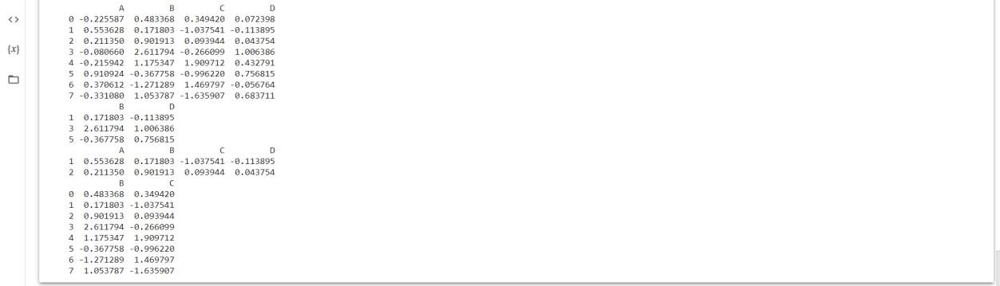 A B C D
0 -0.225587 0.483368 0.349420 0.072398
1 0.553628 0.171803 -1.037541 -0.113895
2 0.211350 0.901913 0.093944 0.043754
3 -0.080660 2.611794 -0.266099 1.006386
4 -0.215942 1.175347 1.909712 0.432791
5 0.910924 -0.367758 -0.996220 0.756815
6 0.370612 -1.271289 1.469797 -0.056764
7 -0.331080 1.053787 -1.635907 0.683711
B D
1 0.171803 -0.113895
3 2.611794 1.006386
5 -0.367758 0.756815
A B C D
1 0.553628 0.171803 -1.037541 -0.113895
2 0.211350 0.901913 0.093944 0.043754
B C
0 0.483368 0.349420
1 0.171803 -1.037541
2 0.901913 0.093944
3 2.611794 -0.266099
4 1.175347 1.909712
5 -0.367758 -0.996220
6 -1.271289 1.469797
7 1.053787 -1.635907
<>
{x}